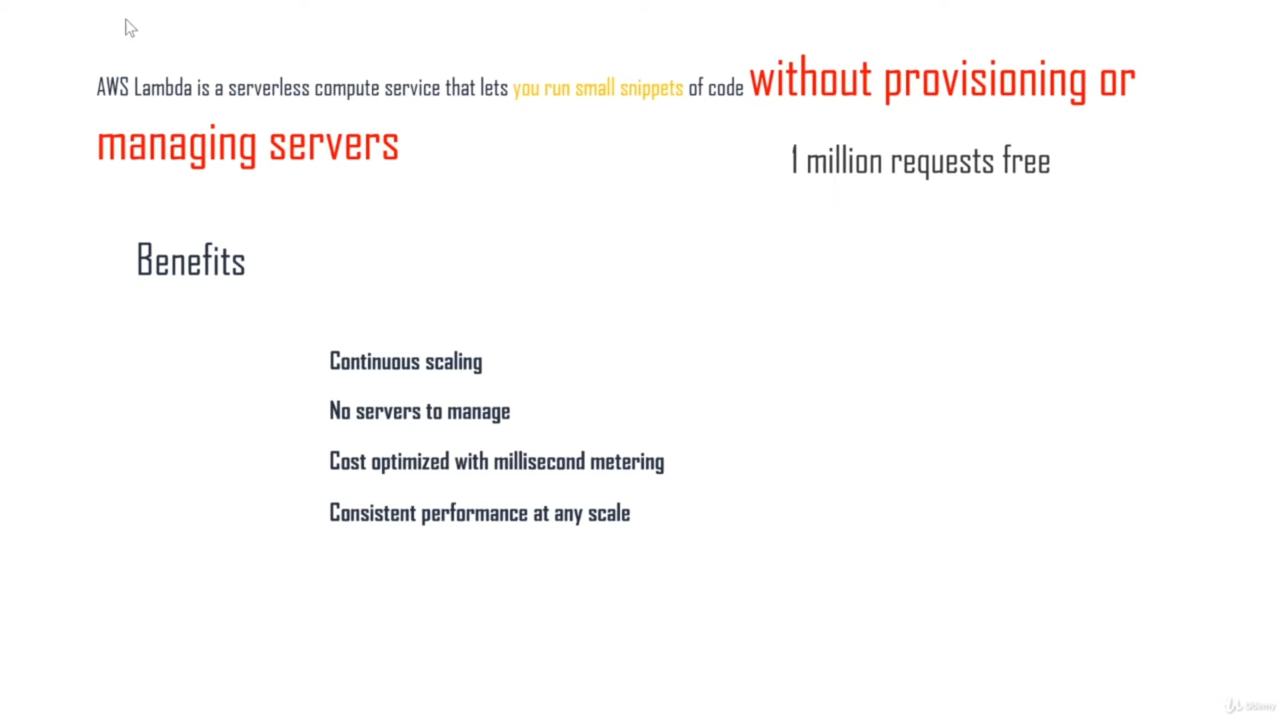 AWS Lambda is a serverless compute service that lets you run small snippets of code without provisioning or
managing servers
1 million requests free
Benefits
Continuous scaling
No servers to manage
Cost optimized with millisecond metering
Consistent performance at any scale
Udemy